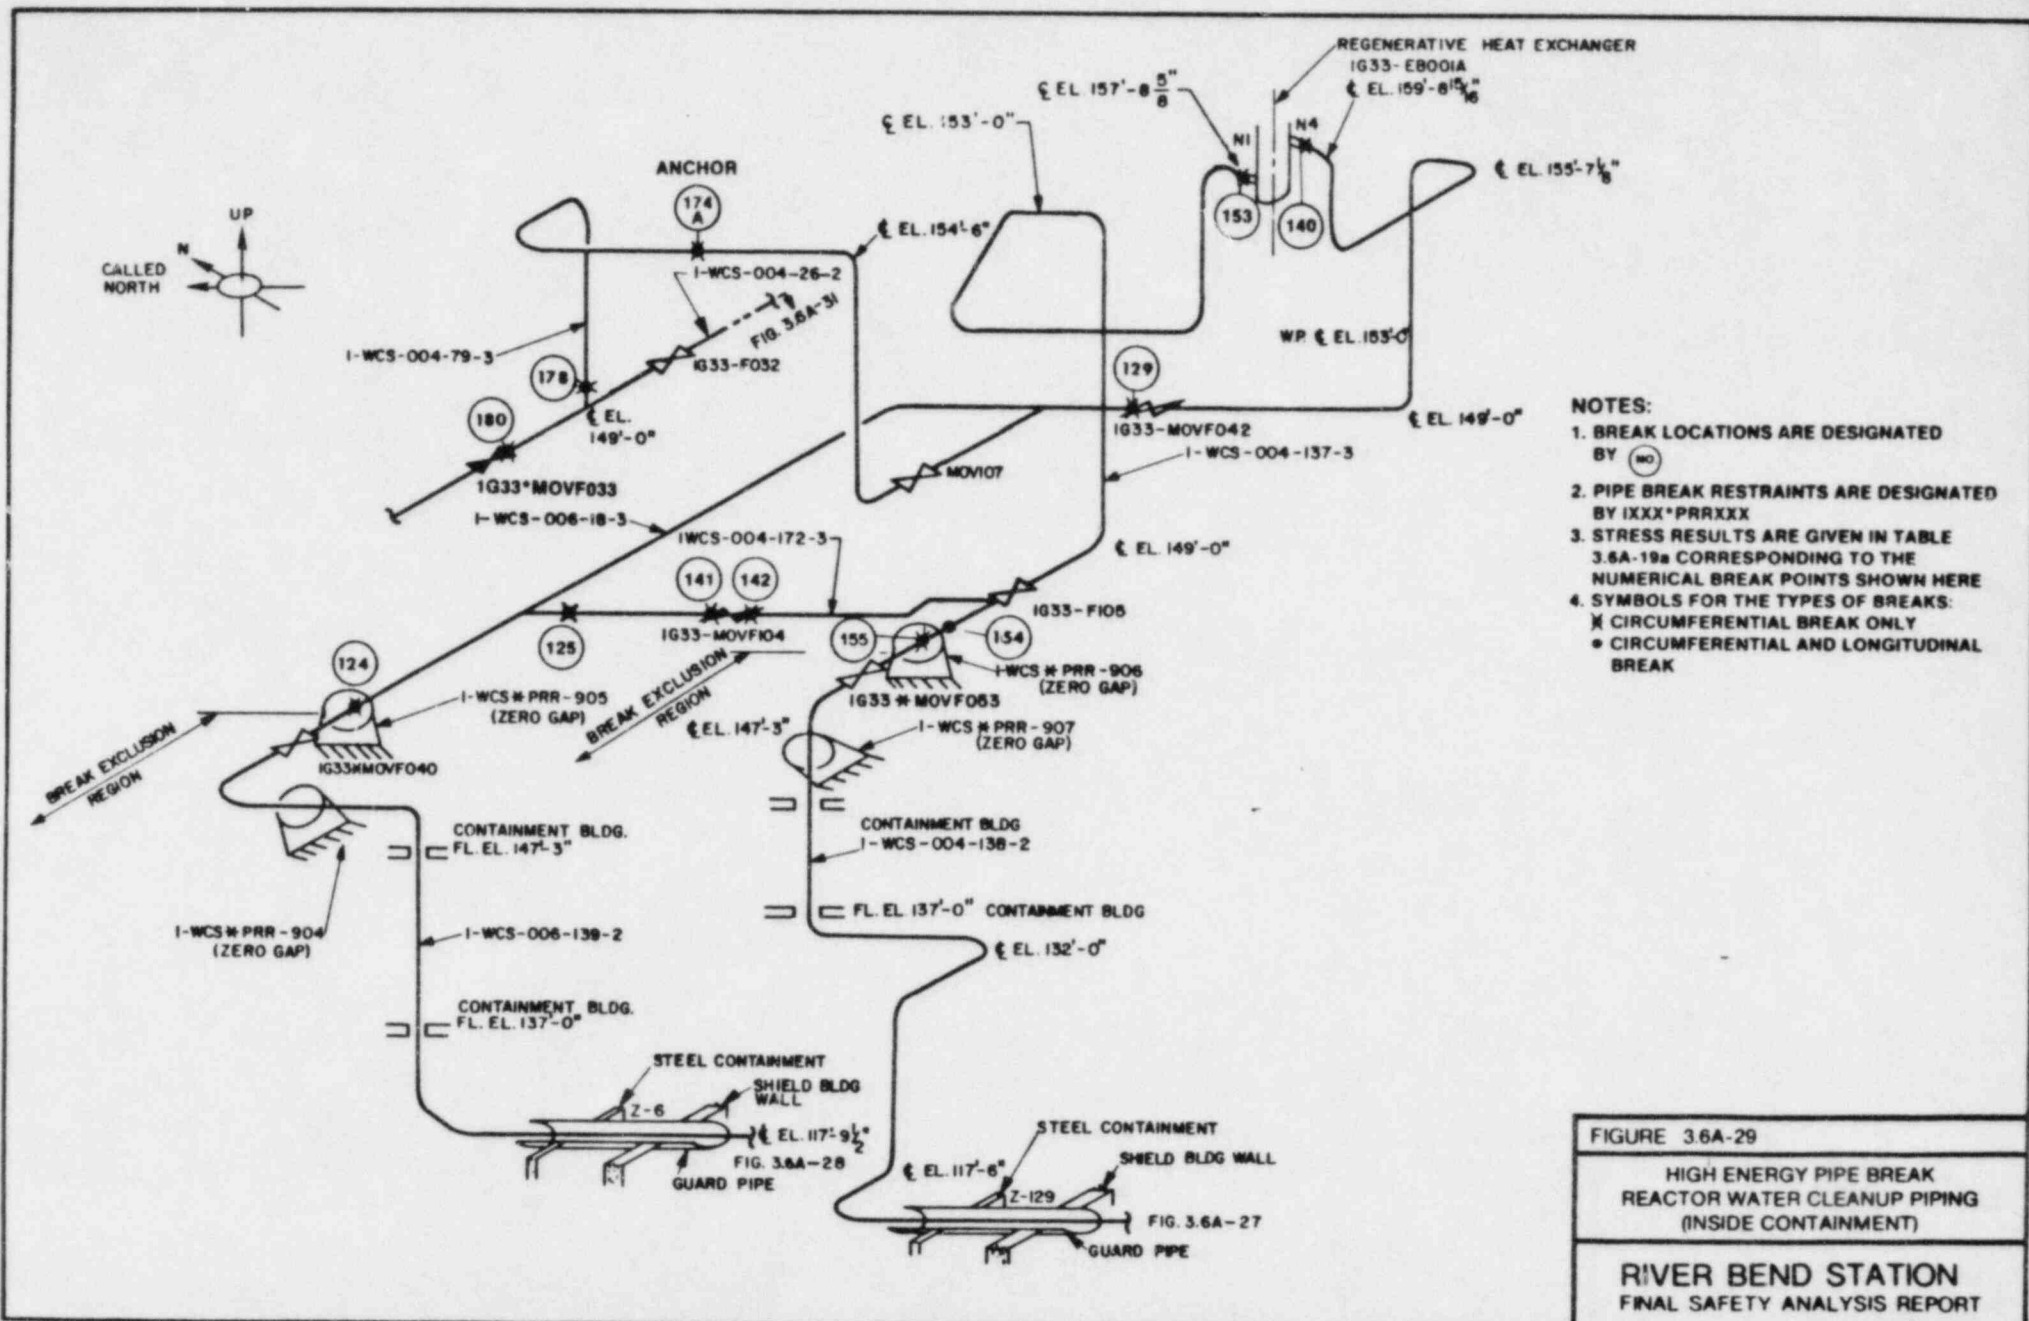 REGENERATIVE HEAT EXCHANGER
1G33-E8001A
℄ EL. 159'-8 15/16"
℄ EL. 157'-8 5/8"
℄ EL. 153'-0"
N1
N4
153
140
℄ EL. 155'-7 1/8"
ANCHOR
174
A
℄ EL. 154'-6"
UP
N
CALLED
NORTH
1-WCS-004-26-2
FIG. 3.6A-31
1G33-F032
1-WCS-004-79-3
178
180
℄ EL.
149'-0"
1G33*MOVF033
W.P. ℄ EL. 153'-0"
129
1G33-MOVF042
℄ EL. 149'-0"
1-WCS-004-137-3
MOV107
1-WCS-006-18-3
1WCS-004-172-3
℄ EL. 149'-0"
141
142
1G33-MOVF104
1G33-F105
125
155
154
124
1-WCS*PRR-905
(ZERO GAP)
BREAK EXCLUSION
REGION
1-WCS*PRR-906
(ZERO GAP)
1G33*MOVF053
℄ EL. 147'-3"
1-WCS*PRR-907
(ZERO GAP)
BREAK EXCLUSION
REGION
1G33*MOVF040
CONTAINMENT BLDG.
FL. EL. 147'-3"
CONTAINMENT BLDG
1-WCS-004-138-2
1-WCS*PRR-904
(ZERO GAP)
1-WCS-006-139-2
FL. EL. 137'-0" CONTAINMENT BLDG
℄ EL. 132'-0"
CONTAINMENT BLDG.
FL. EL. 137'-0"
STEEL CONTAINMENT
SHIELD BLDG
WALL
Z-6
℄ EL. 117'-9 1/2"
FIG. 3.6A-28
GUARD PIPE
STEEL CONTAINMENT
SHIELD BLDG WALL
℄ EL. 117'-6"
Z-129
FIG. 3.6A-27
GUARD PIPE
NOTES:
1. BREAK LOCATIONS ARE DESIGNATED
BY NO
2. PIPE BREAK RESTRAINTS ARE DESIGNATED
BY 1XXX*PRRXXX
3. STRESS RESULTS ARE GIVEN IN TABLE
3.6A-19a CORRESPONDING TO THE
NUMERICAL BREAK POINTS SHOWN HERE
4. SYMBOLS FOR THE TYPES OF BREAKS:
✳ CIRCUMFERENTIAL BREAK ONLY
● CIRCUMFERENTIAL AND LONGITUDINAL
BREAK
FIGURE 3.6A-29
HIGH ENERGY PIPE BREAK
REACTOR WATER CLEANUP PIPING
(INSIDE CONTAINMENT)
RIVER BEND STATION
FINAL SAFETY ANALYSIS REPORT